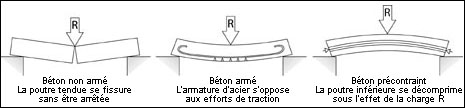 R
R
R
Béton non armé
La poutre tendue se fissure
sans être arrêtée
Béton armé
L'armature d'acier s'oppose
aux efforts de traction
Béton précontraint
La poutre inférieure se décomprime
sous l'effet de la charge R